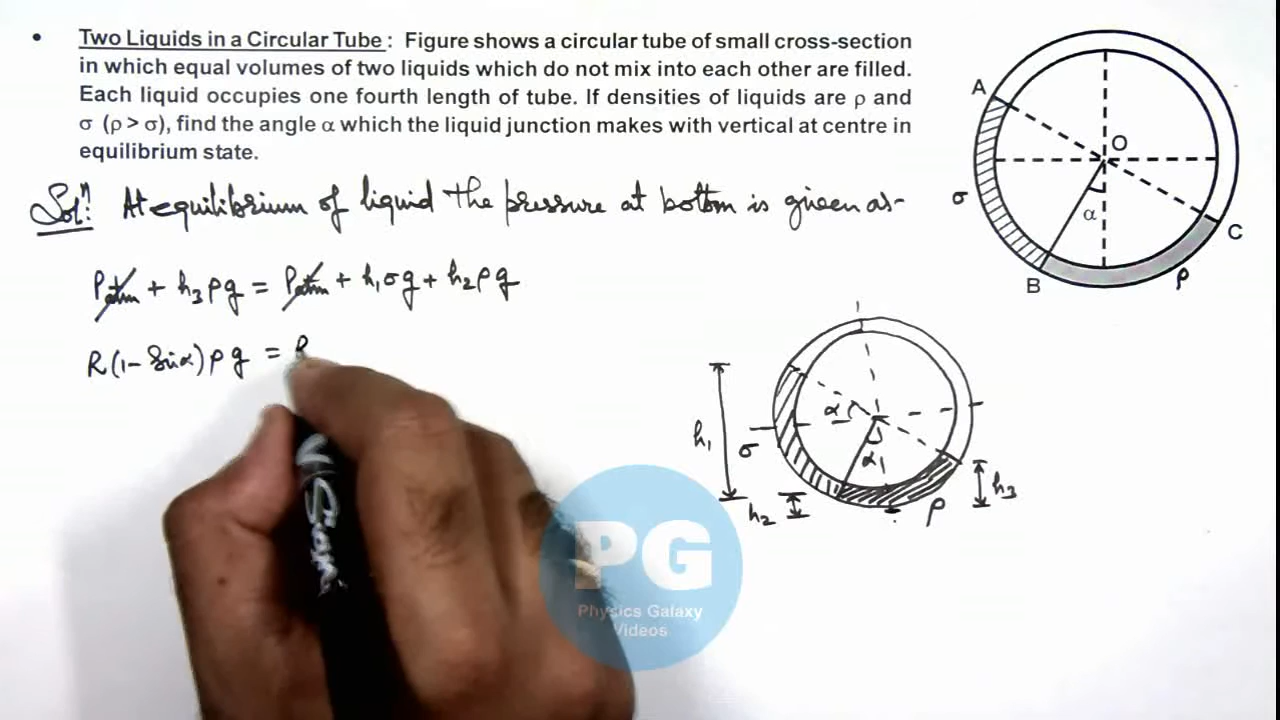 • Two Liquids in a Circular Tube : Figure shows a circular tube of small cross-section
in which equal volumes of two liquids which do not mix into each other are filled.
Each liquid occupies one fourth length of tube. If densities of liquids are ρ and
σ (ρ > σ), find the angle α which the liquid junction makes with vertical at centre in
equilibrium state.
A
O
σ
α
C
B
ρ
Solⁿ: At equilibrium of liquid the pressure at bottom is given as-
Patm + h₃ρg = Patm + h₁σg + h₂ρg
R(1- sinα)ρg = R
α
h₁
σ
α
h₃
h₂
ρ
PG
Physics Galaxy
Videos